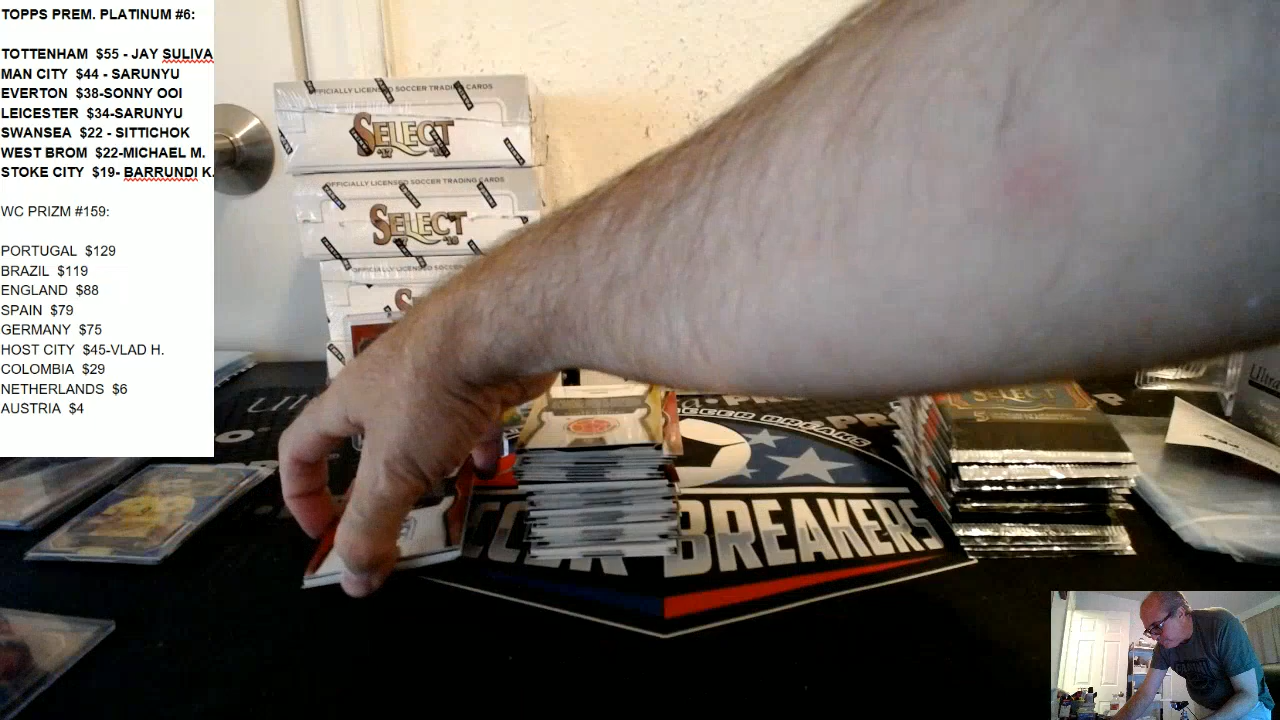 TOPPS PREM. PLATINUM #6:
TOTTENHAM $55 - JAY SULIVA
MAN CITY $44 - SARUNYU
EVERTON $38-SONNY OOI
LEICESTER $34-SARUNYU
SWANSEA $22 - SITTICHOK
WEST BROM $22-MICHAEL M.
STOKE CITY $19- BARRUNDI K.
WC PRIZM #159:
PORTUGAL $129
BRAZIL $119
ENGLAND $88
SPAIN $79
GERMANY $75
HOST CITY $45-VLAD H.
COLOMBIA $29
NETHERLANDS $6
AUSTRIA $4
OFFICIALLY LICENSED SOCCER TRADING CARDS
SELECT
OFFICIALLY LICENSED SOCCER TRADING CARDS
SELECT
OFFICIALLY LICENSED
SELECT
BREAKS
BREAKERS